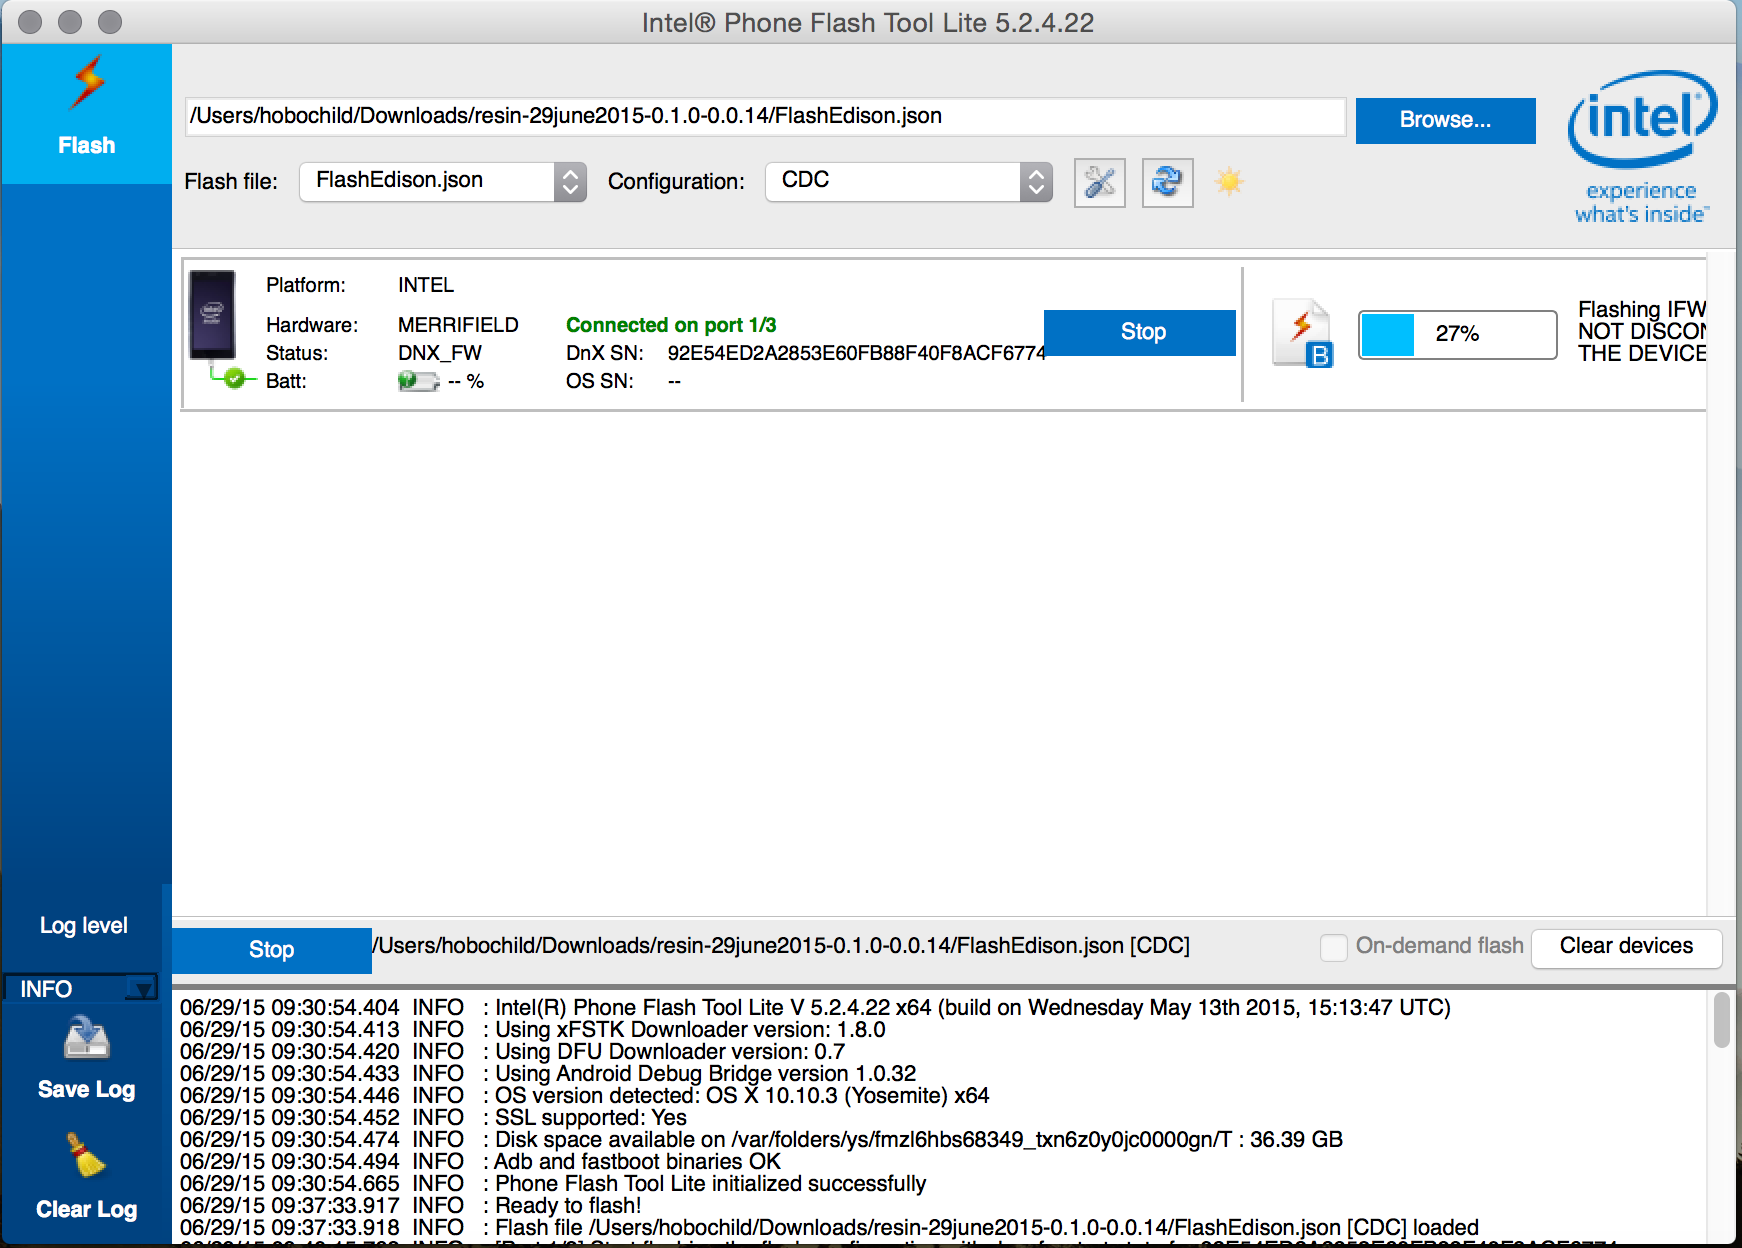 Intel® Phone Flash Tool Lite 5.2.4.22
Flash
/Users/hobochild/Downloads/resin-29june2015-0.1.0-0.0.14/FlashEdison.json
Browse...
intel®
experience
what's inside™
Flash file:
FlashEdison.json
Configuration:
CDC
Platform:
INTEL
Hardware:
MERRIFIELD
Connected on port 1/3
Status:
DNX_FW
DnX SN:
92E54ED2A2853E60FB88F40F8ACF6774
Batt:
-- %
OS SN:
--
Stop
B
27%
Flashing IFW
NOT DISCON
THE DEVICE
Log level
INFO
Save Log
Clear Log
Stop
/Users/hobochild/Downloads/resin-29june2015-0.1.0-0.0.14/FlashEdison.json [CDC]
On-demand flash
Clear devices
06/29/15 09:30:54.404 INFO : Intel(R) Phone Flash Tool Lite V 5.2.4.22 x64 (build on Wednesday May 13th 2015, 15:13:47 UTC)
06/29/15 09:30:54.413 INFO : Using xFSTK Downloader version: 1.8.0
06/29/15 09:30:54.420 INFO : Using DFU Downloader version: 0.7
06/29/15 09:30:54.433 INFO : Using Android Debug Bridge version 1.0.32
06/29/15 09:30:54.446 INFO : OS version detected: OS X 10.10.3 (Yosemite) x64
06/29/15 09:30:54.452 INFO : SSL supported: Yes
06/29/15 09:30:54.474 INFO : Disk space available on /var/folders/ys/fmzl6hbs68349_txn6z0y0jc0000gn/T : 36.39 GB
06/29/15 09:30:54.494 INFO : Adb and fastboot binaries OK
06/29/15 09:30:54.665 INFO : Phone Flash Tool Lite initialized successfully
06/29/15 09:37:33.917 INFO : Ready to flash!
06/29/15 09:37:33.918 INFO : Flash file /Users/hobochild/Downloads/resin-29june2015-0.1.0-0.0.14/FlashEdison.json [CDC] loaded